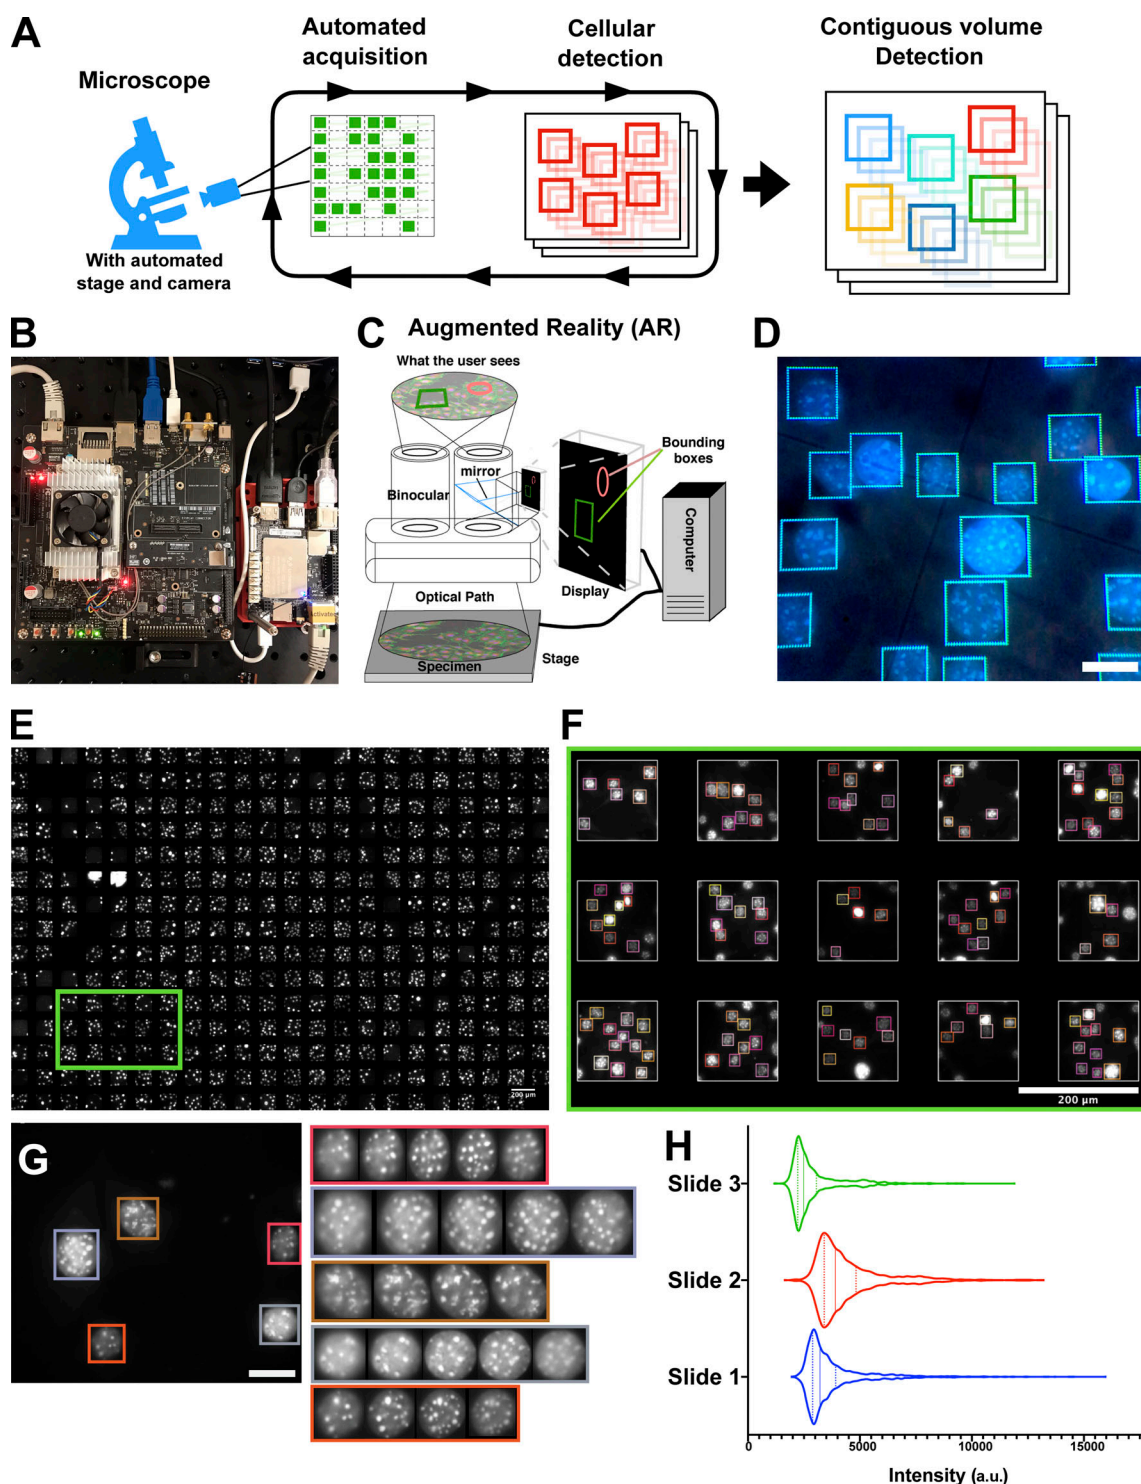 A
Automated
acquisition
Cellular
detection
Contiguous volume
Detection
Microscope
With automated
stage and camera
B
C
Augmented Reality (AR)
D
What the user sees
mirror
Binocular
Bounding
boxes
Computer
Display
Optical Path
Specimen
Stage
E
F
200 µm
200 µm
G
H
Slide 3
Slide 2
Slide 1
0
5000
10000
15000
Intensity (a.u.)